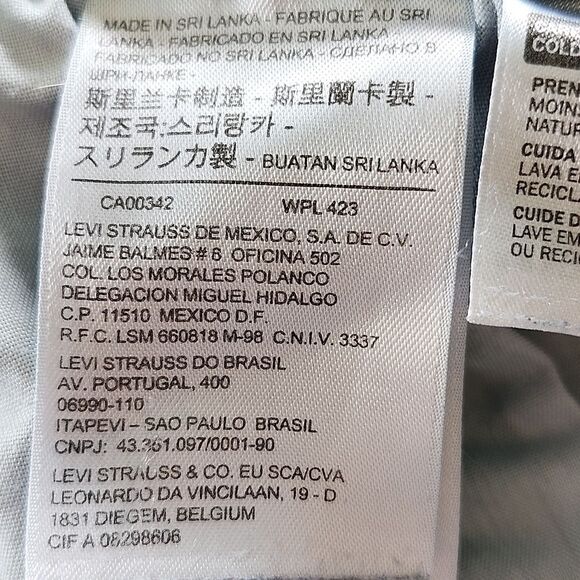 MADE IN SRI LANKA - FABRIQUE AU SRI
LANKA - FABRICADO EN SRI LANKA -
FABRICADO NO SRI LANKA - СДЕЛАНО В
ШРИ-ЛАНКЕ -
斯里兰卡制造 - 斯里蘭卡製 -
제조국:스리랑카 -
スリランカ製 - BUATAN SRI LANKA
CA00342 WPL 423
LEVI STRAUSS DE MEXICO, S.A. DE C.V.
JAIME BALMES # 8 OFICINA 502
COL. LOS MORALES POLANCO
DELEGACION MIGUEL HIDALGO
C.P. 11510 MEXICO D.F.
R.F.C. LSM 660818 M-98 C.N.I.V. 3337
LEVI STRAUSS DO BRASIL
AV. PORTUGAL, 400
06990-110
ITAPEVI – SAO PAULO BRASIL
CNPJ: 43.361.097/0001-90
LEVI STRAUSS & CO. EU SCA/CVA
LEONARDO DA VINCILAAN, 19 - D
1831 DIEGEM, BELGIUM
CIF A 08298606
COLD
PREN
MOINS
NATUR
CUIDA
LAVA E
RECICL
CUIDE D
LAVE EM
OU RECI